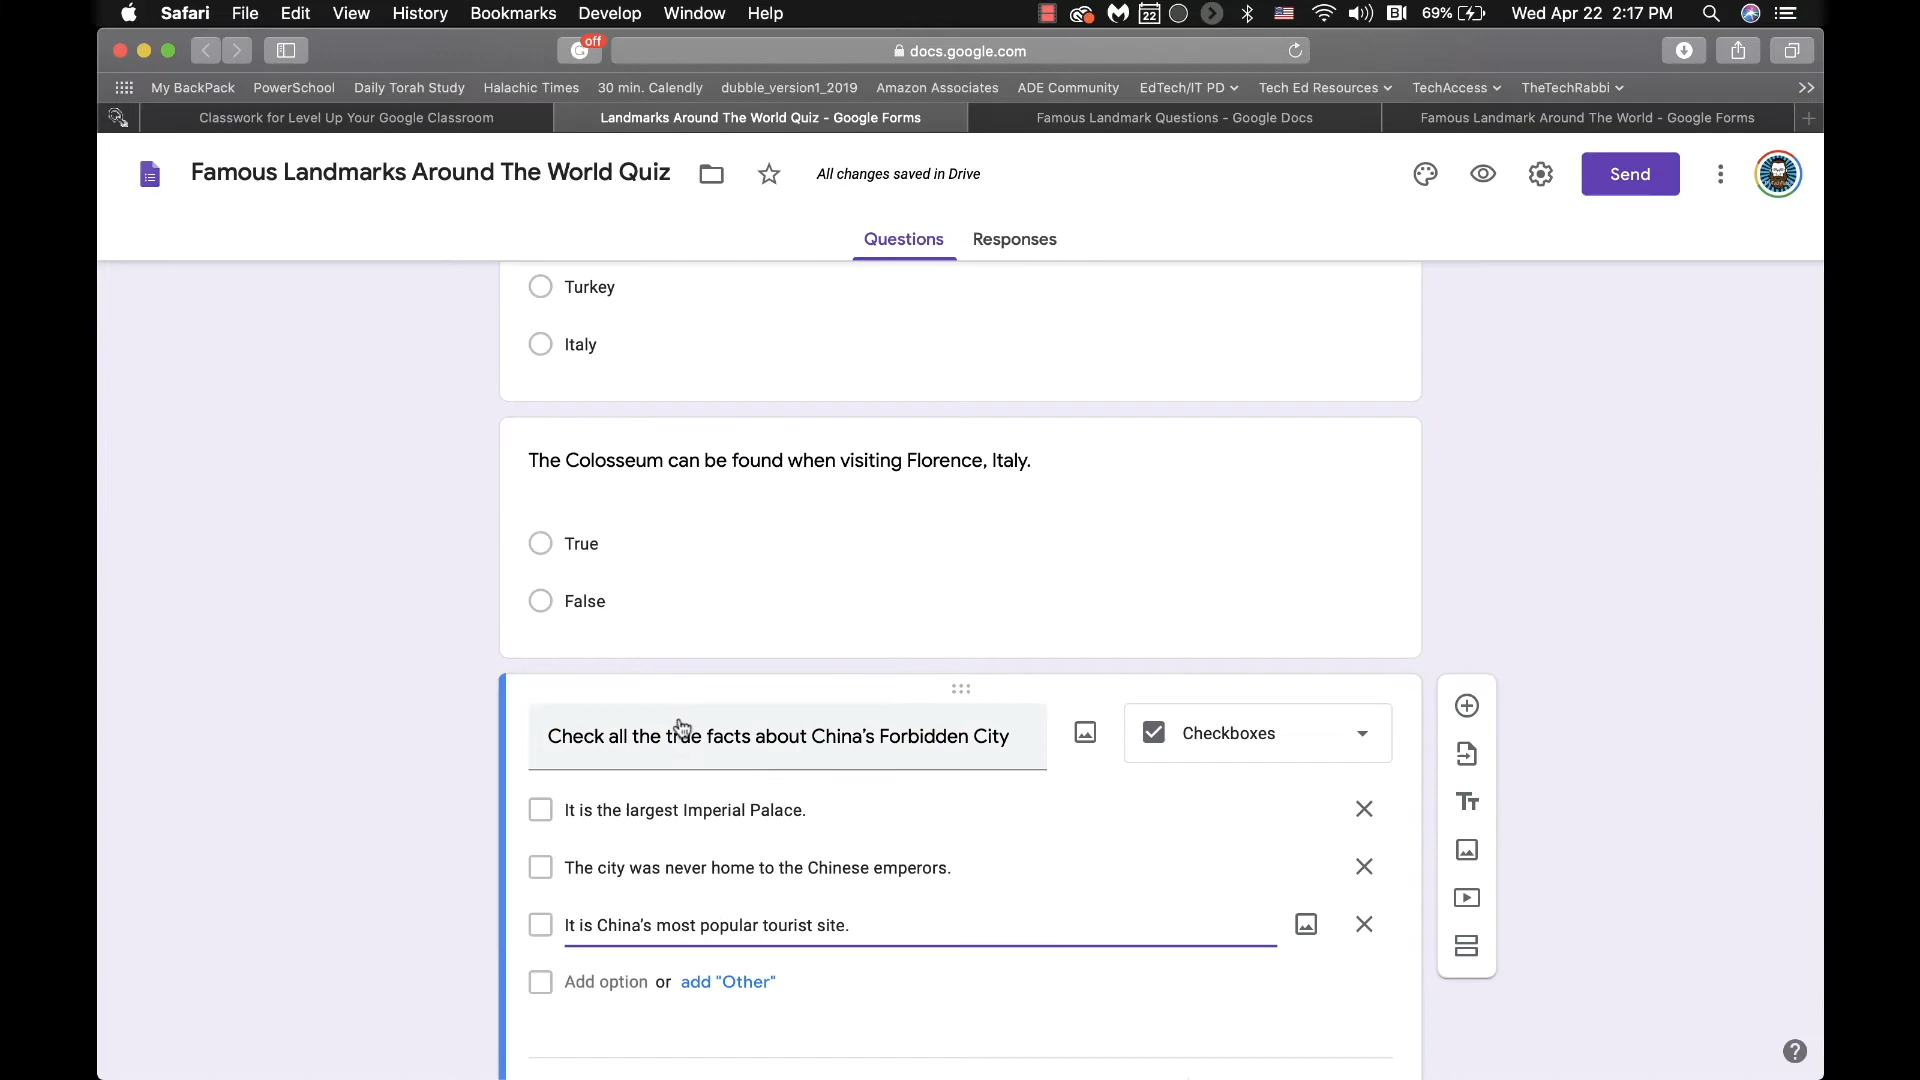 Safari File Edit View History Bookmarks Develop Window Help 22 69% Wed Apr 22 2:17 PM
off
docs.google.com
My BackPack PowerSchool Daily Torah Study Halachic Times 30 min. Calendly dubble_version1_2019 Amazon Associates ADE Community EdTech/IT PD Tech Ed Resources TechAccess TheTechRabbi
Classwork for Level Up Your Google Classroom Landmarks Around The World Quiz - Google Forms Famous Landmark Questions - Google Docs Famous Landmark Around The World - Google Forms
Famous Landmarks Around The World Quiz All changes saved in Drive Send
Questions Responses
Turkey
Italy
The Colosseum can be found when visiting Florence, Italy.
True
False
Check all the true facts about China's Forbidden City Checkboxes
It is the largest Imperial Palace.
The city was never home to the Chinese emperors.
It is China's most popular tourist site.
Add option or add "Other"